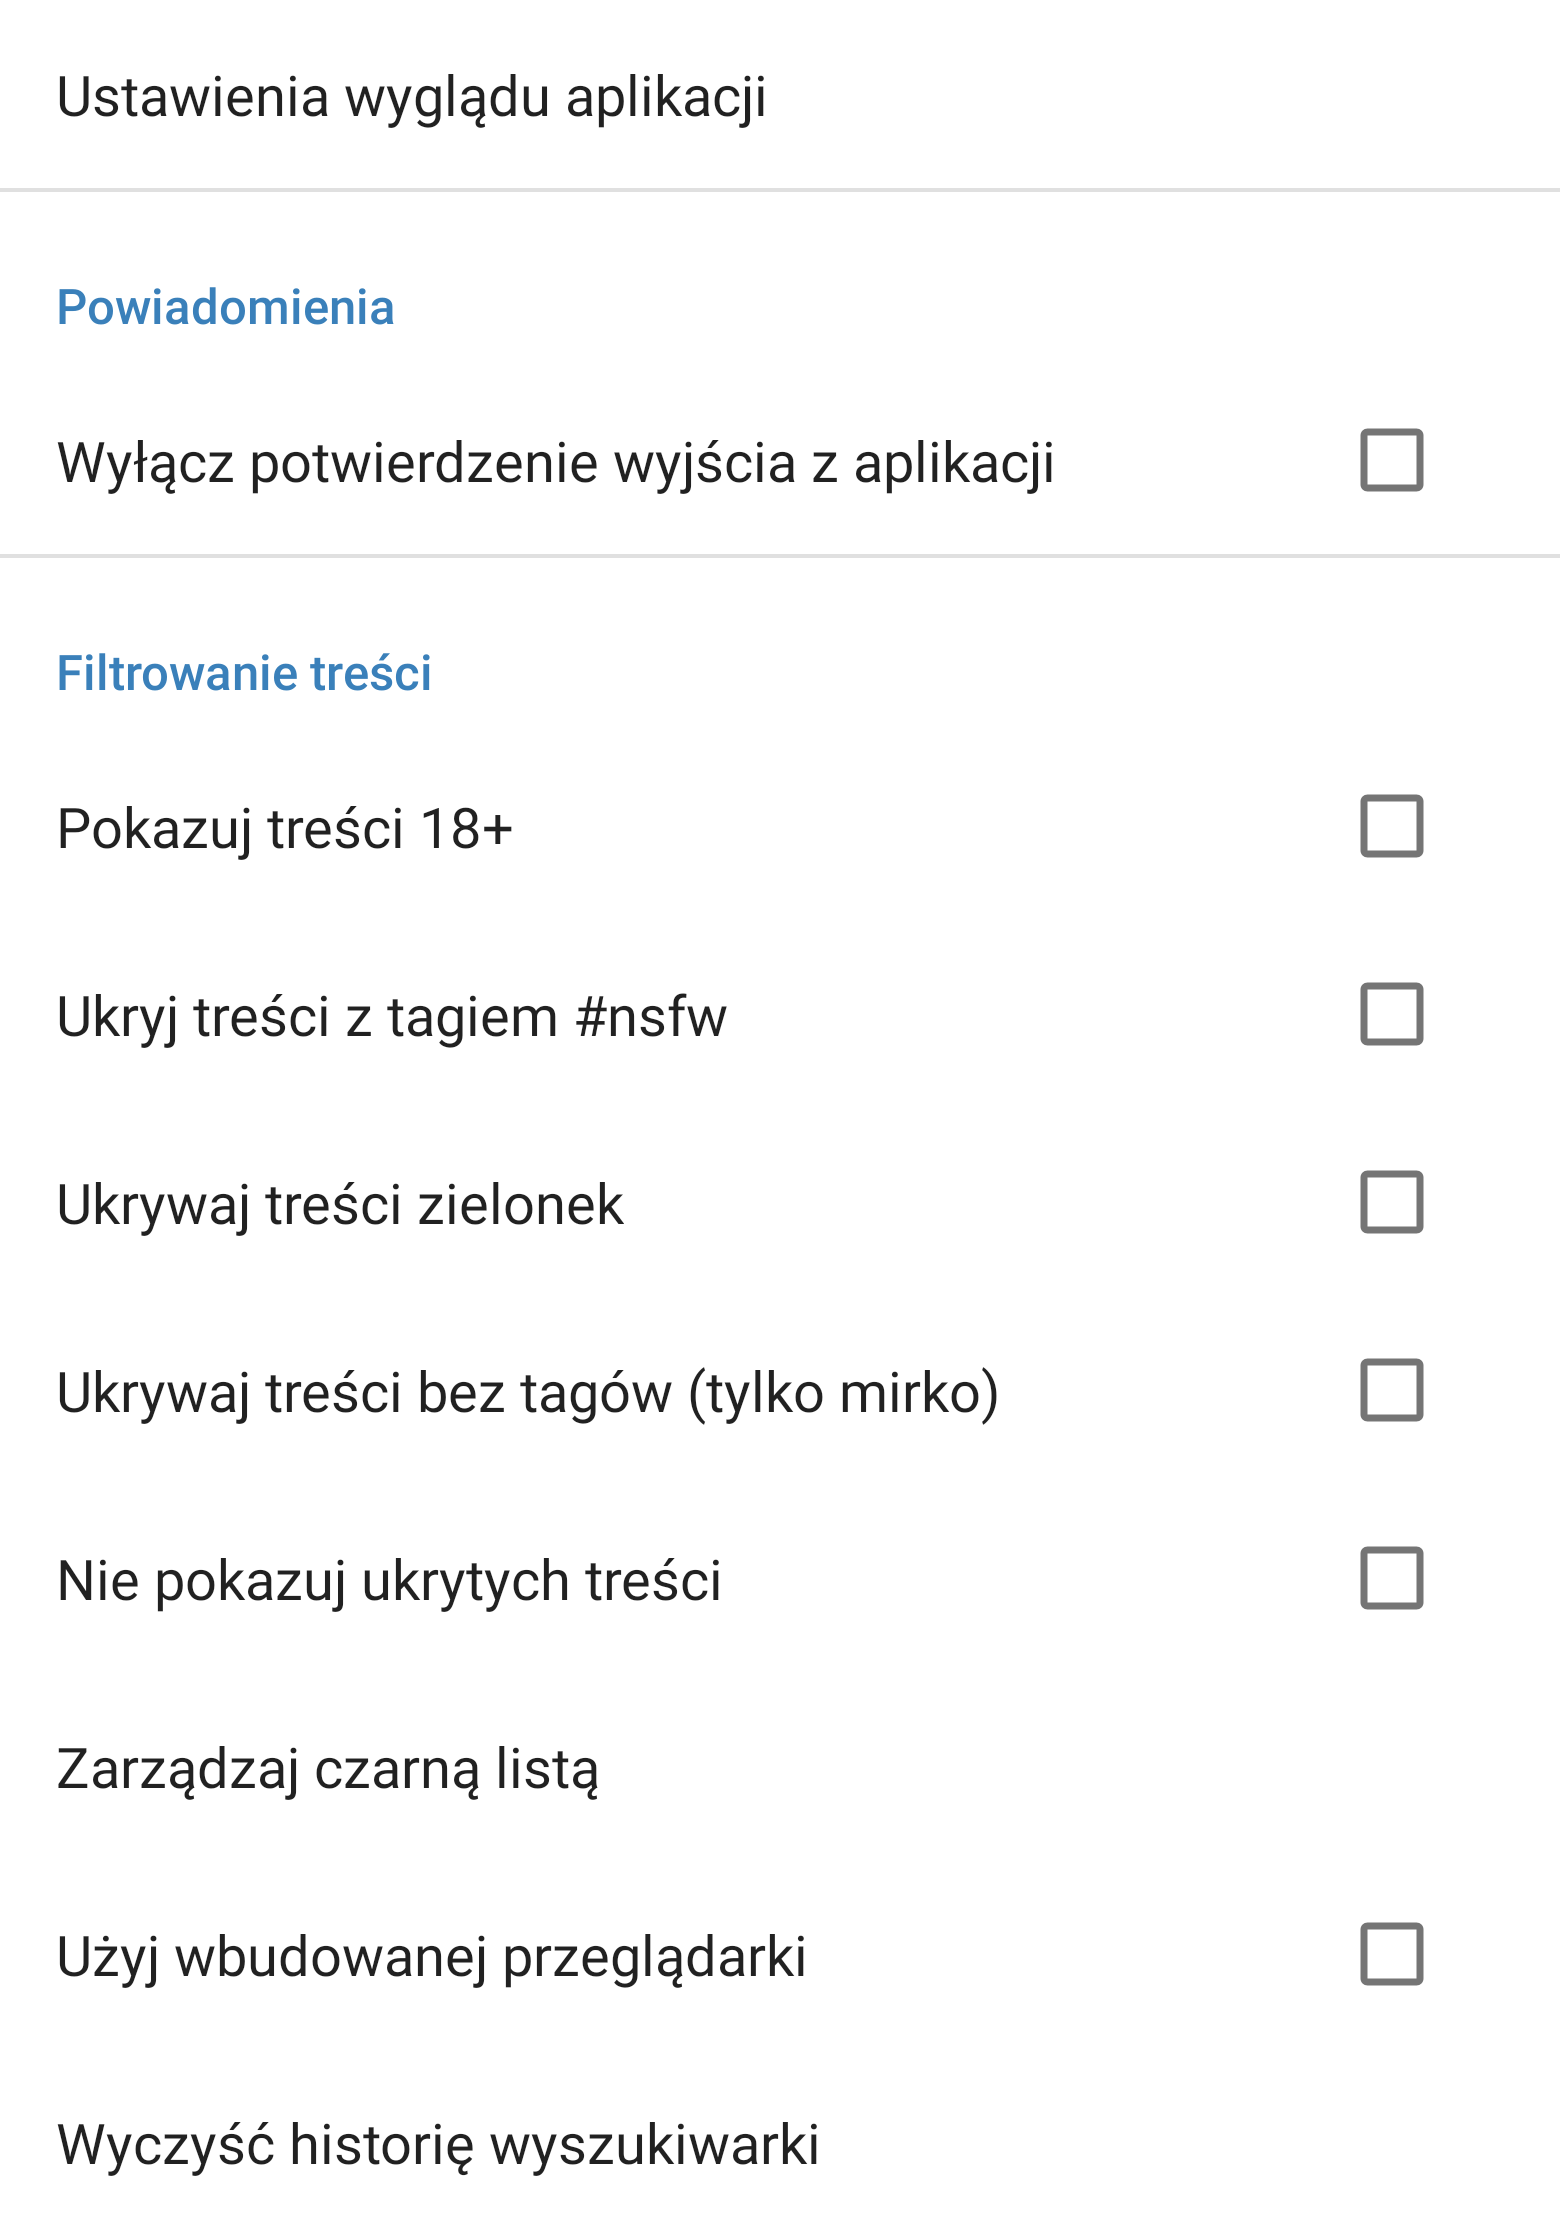 Ustawienia wyglądu aplikacji
Powiadomienia
Wyłącz potwierdzenie wyjścia z aplikacji
Filtrowanie treści
Pokazuj treści 18+
Ukryj treści z tagiem #nsfw
Ukrywaj treści zielonek
Ukrywaj treści bez tagów (tylko mirko)
Nie pokazuj ukrytych treści
Zarządzaj czarną listą
Użyj wbudowanej przeglądarki
Wyczyść historię wyszukiwarki